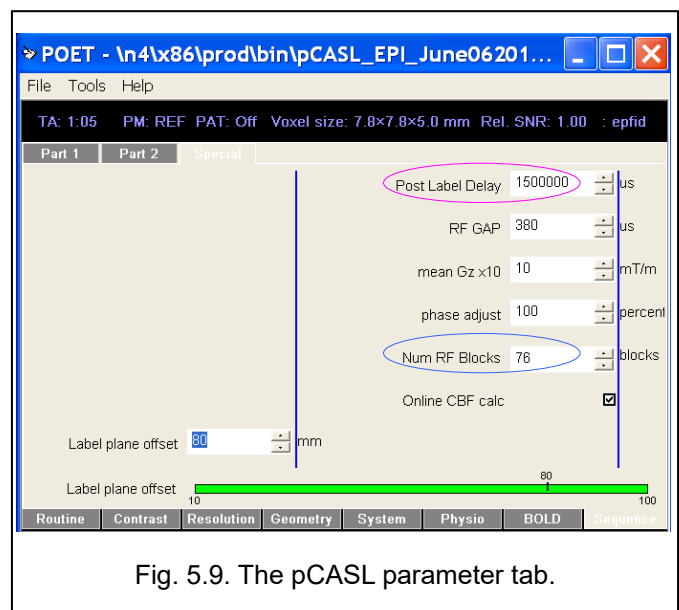 POET - \n4\x86\prod\bin\pCASL_EPI_June06201...
File Tools Help
TA: 1:05 PM: REF PAT: Off Voxel size: 7.8×7.8×5.0 mm Rel. SNR: 1.00 : epfid
Part 1 Part 2 Special
Post Label Delay 1500000 us
RF GAP 380 us
mean Gz ×10 10 mT/m
phase adjust 100 percent
Num RF Blocks 76 blocks
Online CBF calc
Label plane offset 80 mm
80
Label plane offset
10 100
Routine Contrast Resolution Geometry System Physio BOLD Sequence
Fig. 5.9. The pCASL parameter tab.